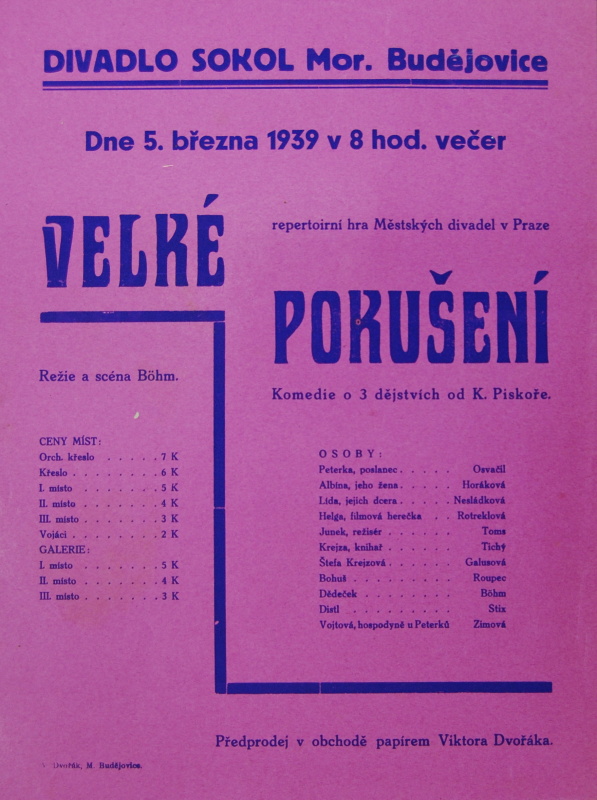 DIVADLO SOKOL Mor. Budějovice
Dne 5. března 1939 v 8 hod. večer
VELKÉ
repertoirní hra Městských divadel v Praze
POKUŠENÍ
Režie a scéna Böhm.
Komedie o 3 dějstvích od K. Piskoře.
CENY MÍST:
Orch. křeslo . . . . . 7 K
Křeslo . . . . . . . . 6 K
I. místo . . . . . . . 5 K
II. místo . . . . . . . 4 K
III. místo . . . . . . . 3 K
Vojáci . . . . . . . . 2 K
GALERIE:
I. místo . . . . . . . 5 K
II. místo . . . . . . . 4 K
III. místo . . . . . . . 3 K
OSOBY:
Peterka, poslanec . . . . . Osvačil
Albína, jeho žena . . . . . Horáková
Lída, jejich dcera . . . . . Nesládková
Helga, filmová herečka . . Rotreklová
Junek, režisér . . . . . . Toms
Krejza, knihař . . . . . . Tichý
Štefa Krejzová . . . . . . Galusová
Bohuš . . . . . . . . . Roupec
Dědeček . . . . . . . . Böhm
Distl . . . . . . . . . Stix
Vojtová, hospodyně u Peterků Zimová
Předprodej v obchodě papírem Viktora Dvořáka.
Dvořák, M. Budějovice.